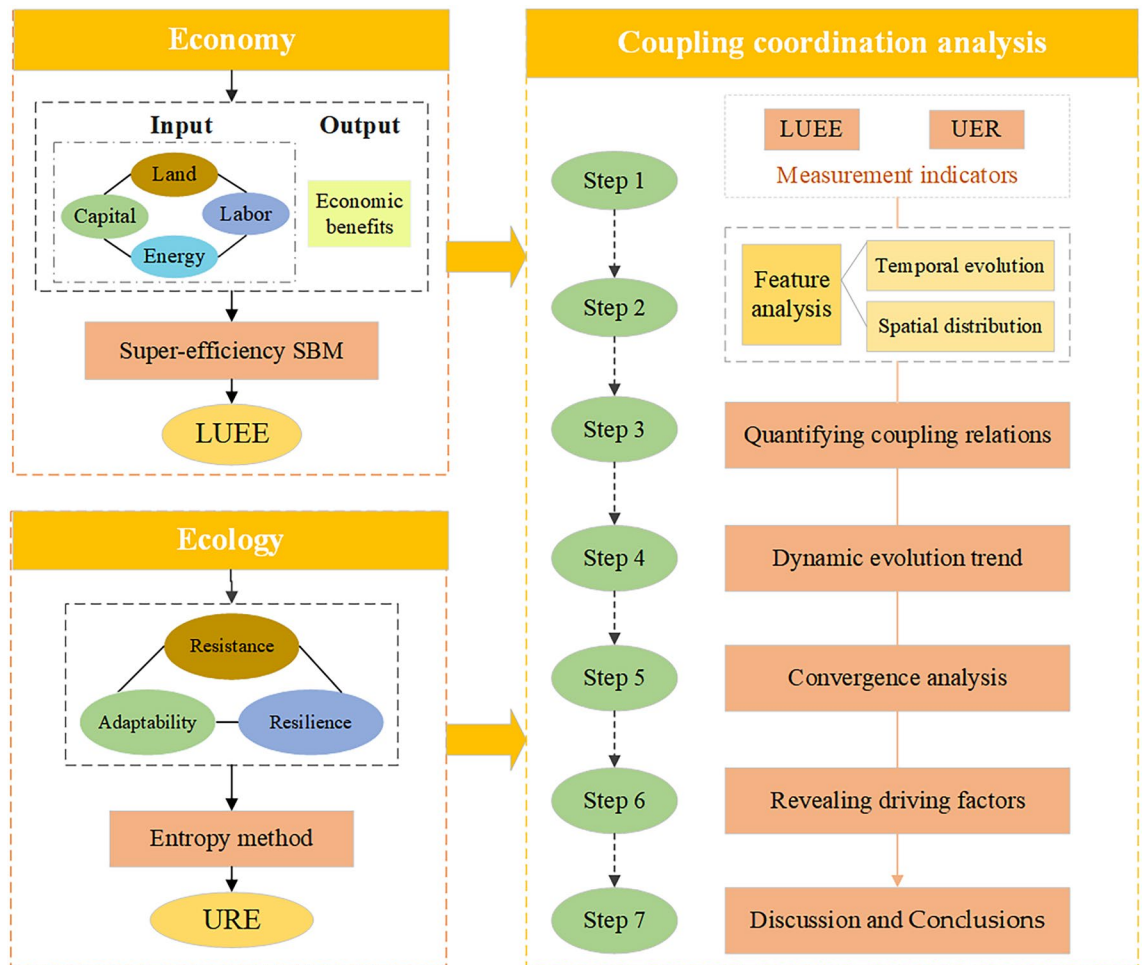 Economy
Input
Output
Land
Capital
Labor
Energy
Economic
benefits
Super-efficiency SBM
LUEE
Ecology
Resistance
Adaptability
Resilience
Entropy method
URE
Coupling coordination analysis
Step 1
LUEE
UER
Measurement indicators
Step 2
Feature
analysis
Temporal evolution
Spatial distribution
Step 3
Quantifying coupling relations
Step 4
Dynamic evolution trend
Step 5
Convergence analysis
Step 6
Revealing driving factors
Step 7
Discussion and Conclusions